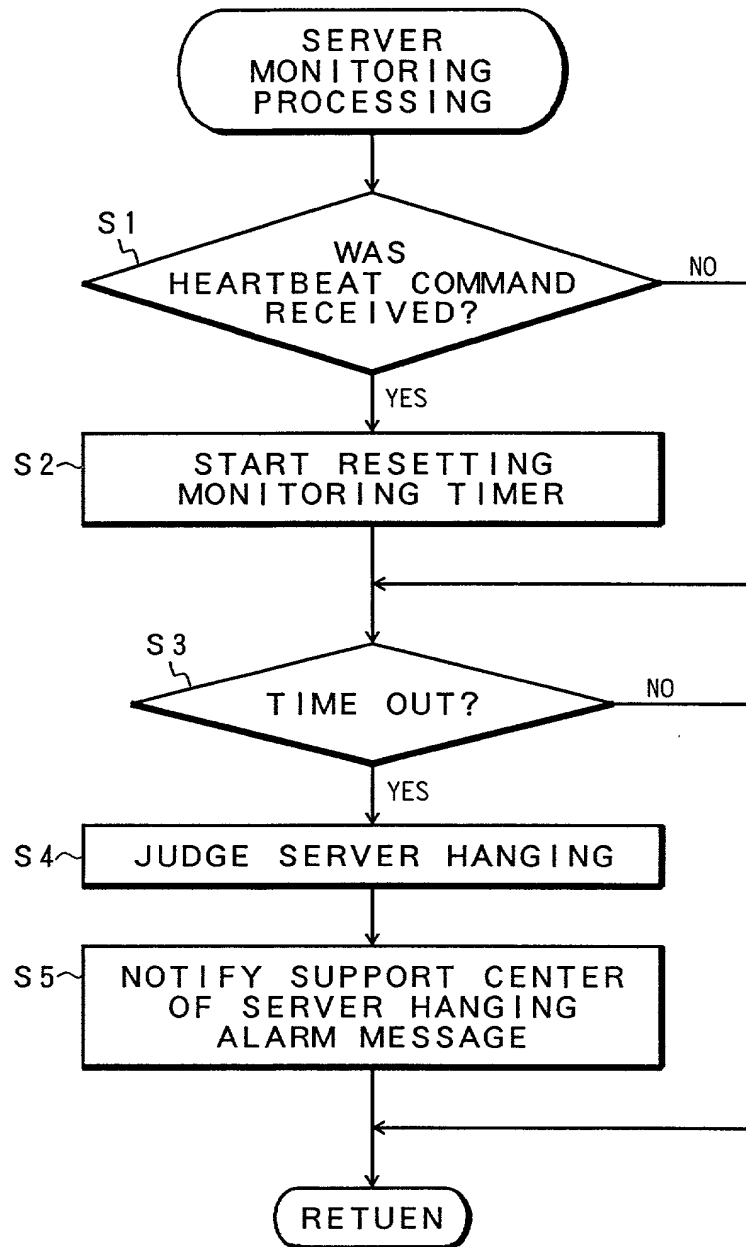 SERVER
MONITORING
PROCESSING
S1
WAS
HEARTBEAT COMMAND
RECEIVED?
NO
YES
S2
START RESETTING
MONITORING TIMER
S3
TIME OUT?
NO
YES
S4
JUDGE SERVER HANGING
S5
NOTIFY SUPPORT CENTER
OF SERVER HANGING
ALARM MESSAGE
RETUEN